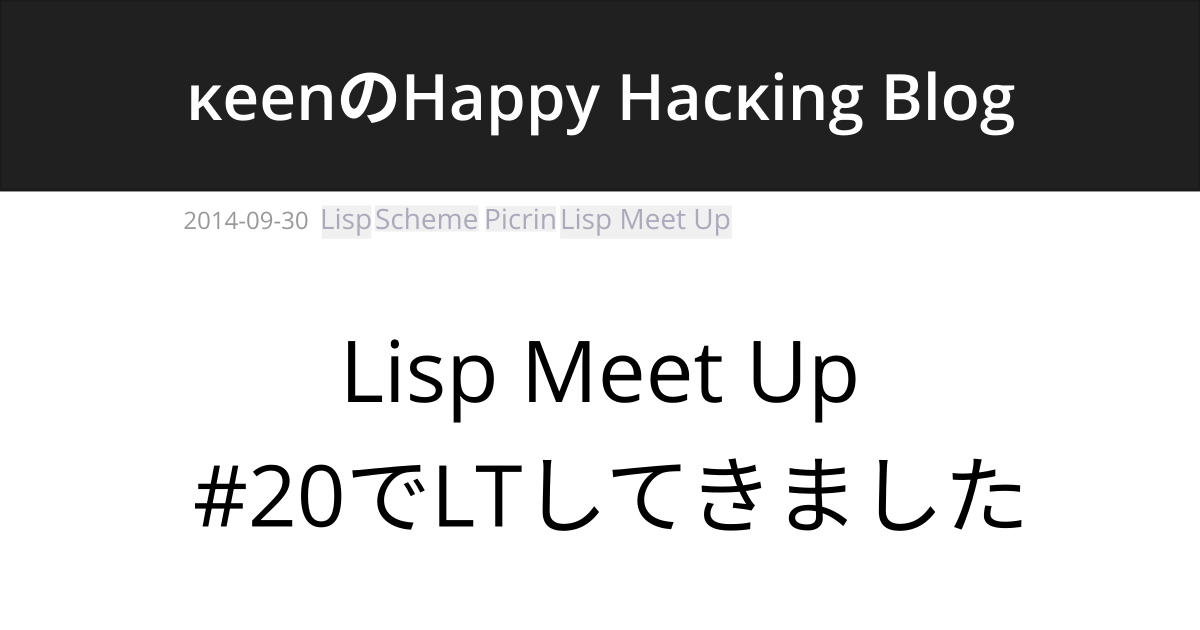 κeenのHappy Hacκing Blog
2014-09-30 Lisp Scheme Picrin Lisp Meet Up
Lisp Meet Up
#20でLTしてきました